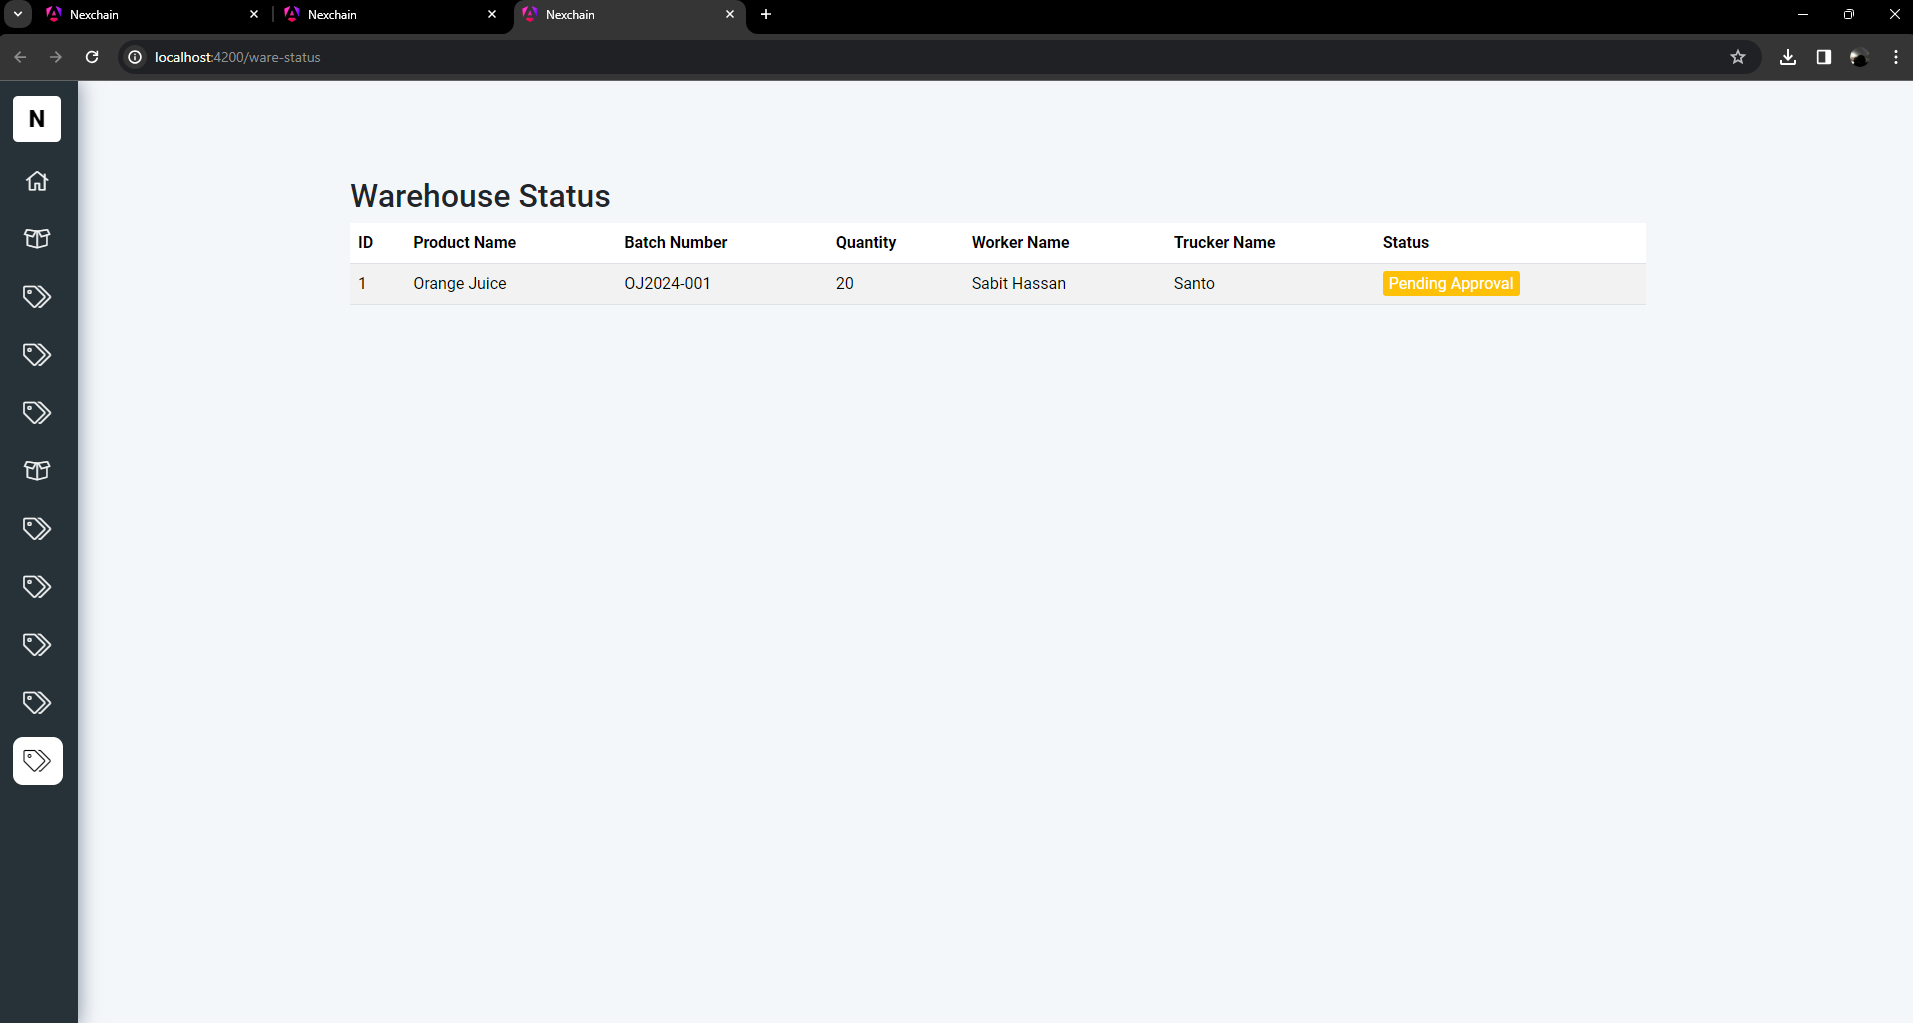 Nexchain
Nexchain
Nexchain
localhost:4200/ware-status
N
Warehouse Status
ID Product Name Batch Number Quantity Worker Name Trucker Name Status
1 Orange Juice OJ2024-001 20 Sabit Hassan Santo Pending Approval